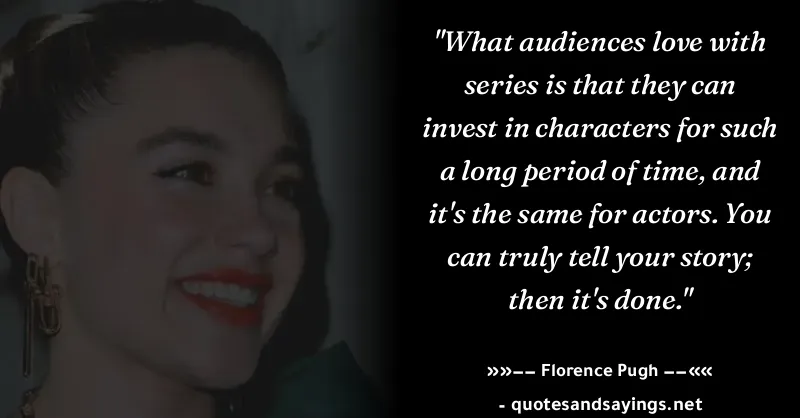 "What audiences love with
series is that they can
invest in characters for such
a long period of time, and
it's the same for actors. You
can truly tell your story;
then it's done."
»»−− Florence Pugh −−««
- quotesandsayings.net